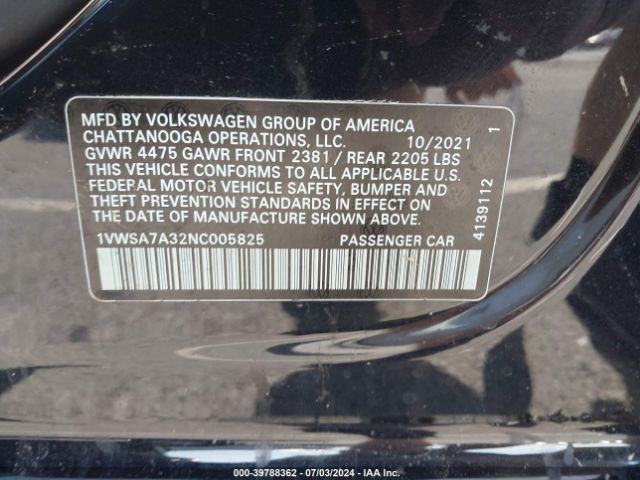 MFD BY VOLKSWAGEN GROUP OF AMERICA
CHATTANOOGA OPERATIONS, LLC. 10/2021
GVWR 4475 GAWR FRONT 2381 / REAR 2205 LBS
THIS VEHICLE CONFORMS TO ALL APPLICABLE U.S.
FEDERAL MOTOR VEHICLE SAFETY, BUMPER AND
THEFT PREVENTION STANDARDS IN EFFECT ON
THE DATE OF MANUFACTURE SHOWN ABOVE.
1VWSA7A32NC005825 PASSENGER CAR
4139112 1
000-39788362 - 07/03/2024 - IAA Inc.